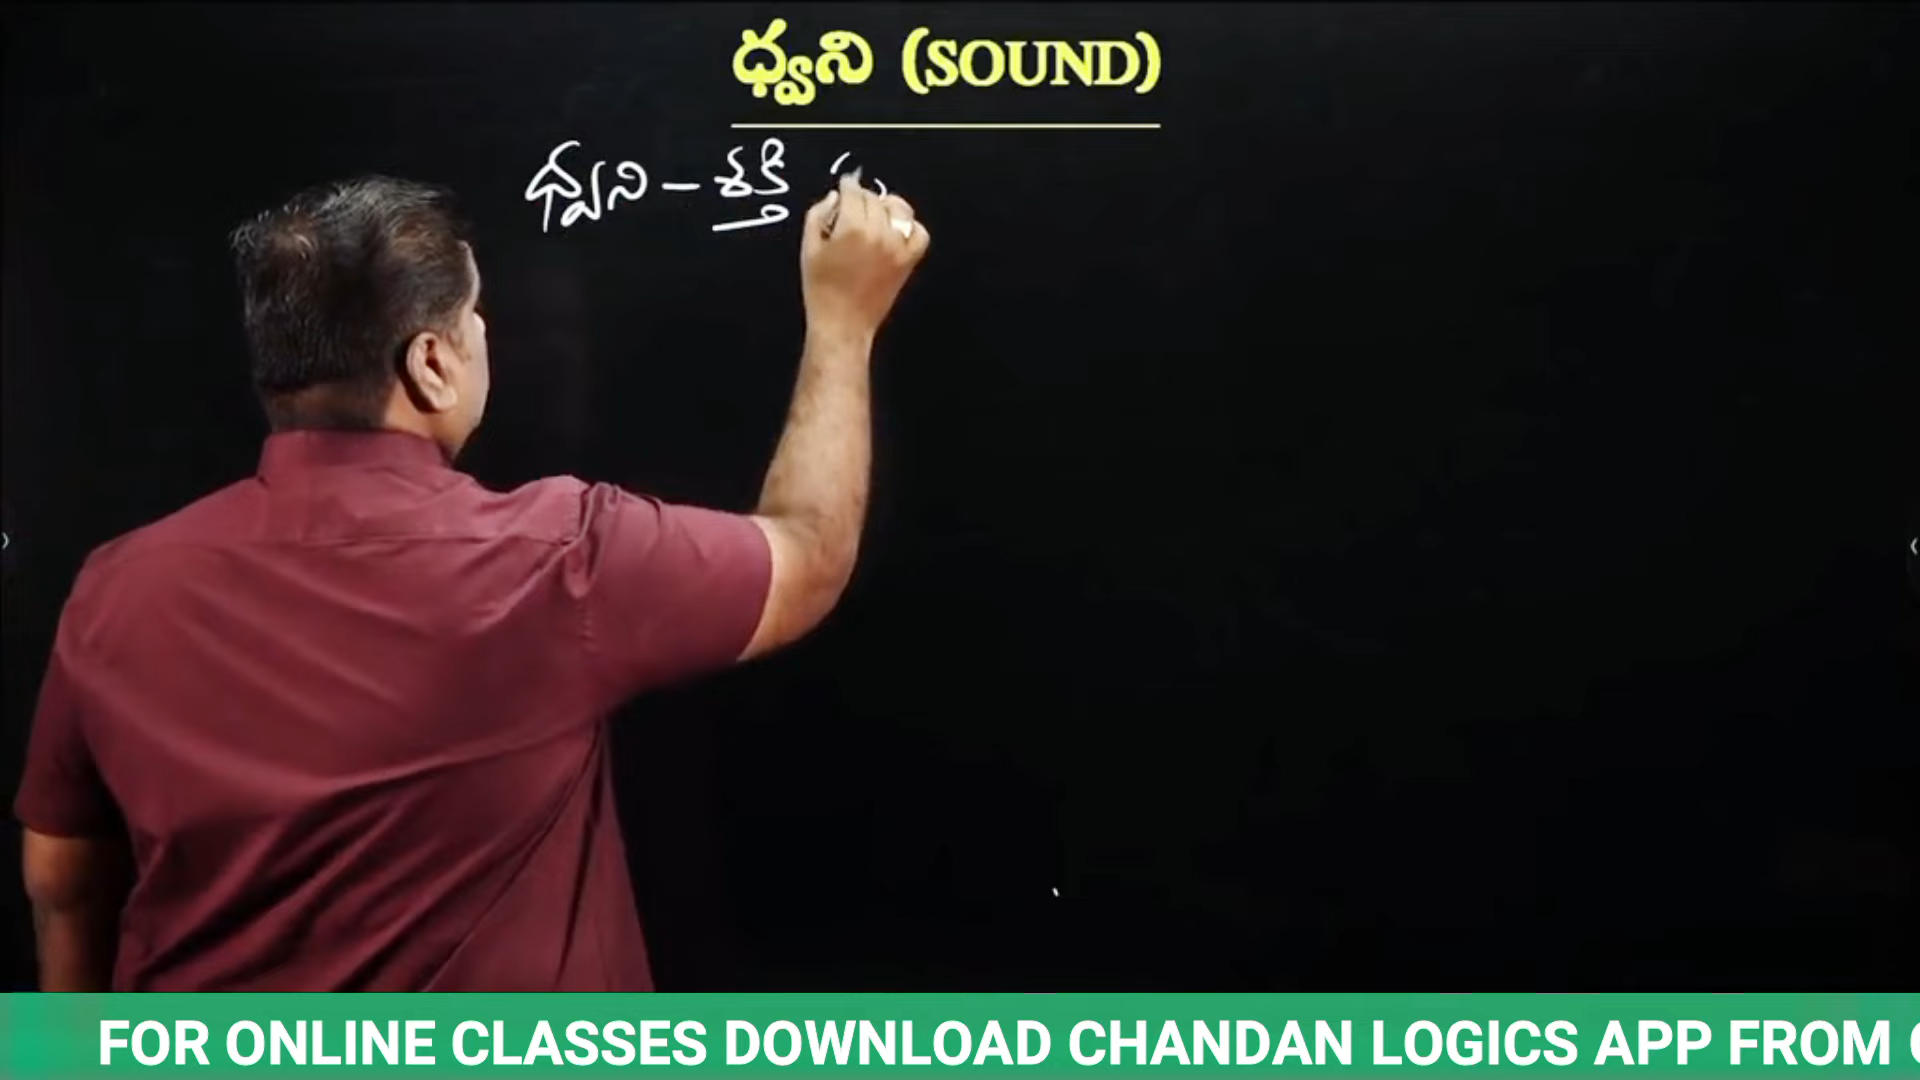 ధ్వని (SOUND)
ధ్వని – శక్తి
FOR ONLINE CLASSES DOWNLOAD CHANDAN LOGICS APP FROM